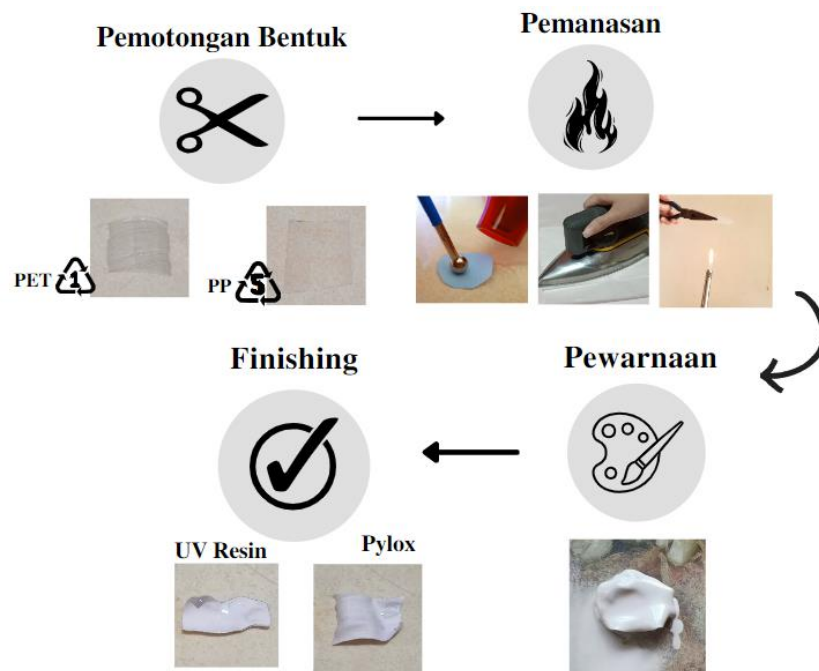 Pemotongan Bentuk
Pemanasan
PET 1
PP 5
Finishing
Pewarnaan
UV Resin
Pylox